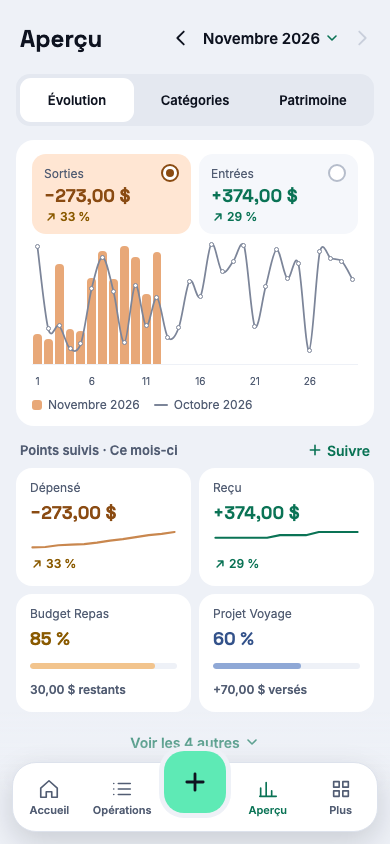 Aperçu
Novembre 2026
Évolution
Catégories
Patrimoine
Sorties
−273,00 $
↗ 33 %
Entrées
+374,00 $
↗ 29 %
1 6 11 16 21 26
Novembre 2026 Octobre 2026
Points suivis · Ce mois-ci
+ Suivre
Dépensé
−273,00 $
↗ 33 %
Reçu
+374,00 $
↗ 29 %
Budget Repas
85 %
30,00 $ restants
Projet Voyage
60 %
+70,00 $ versés
Voir les 4 autres
Accueil
Opérations
+
Aperçu
Plus